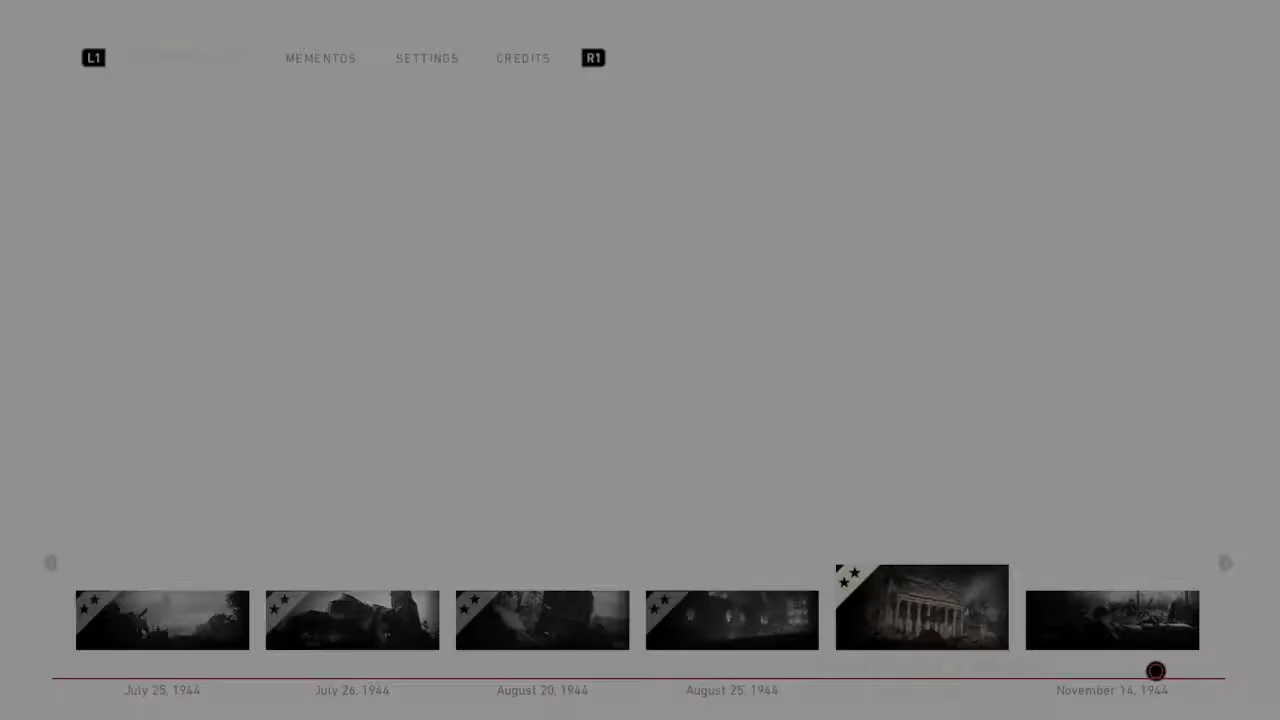 L1 MEMENTOS SETTINGS CREDITS R1
July 25, 1944 July 26, 1944 August 20, 1944 August 25, 1944 November 14, 1944